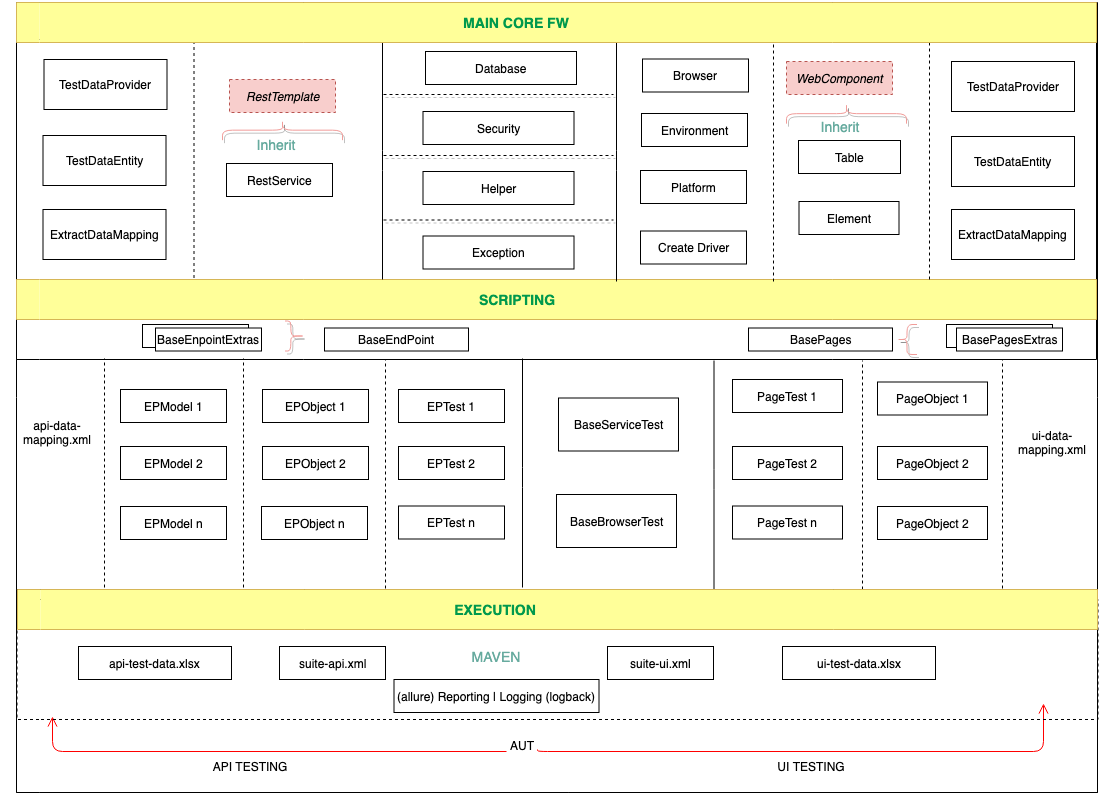 MAIN CORE FW
TestDataProvider
TestDataEntity
ExtractDataMapping
RestTemplate
Inherit
RestService
Database
Security
Helper
Exception
Browser
Environment
Platform
Create Driver
WebComponent
Inherit
Table
Element
TestDataProvider
TestDataEntity
ExtractDataMapping
SCRIPTING
BaseEnpointExtras
BaseEndPoint
BasePages
BasePagesExtras
api-data-
mapping.xml
EPModel 1
EPModel 2
EPModel n
EPObject 1
EPObject 2
EPObject n
EPTest 1
EPTest 2
EPTest n
BaseServiceTest
BaseBrowserTest
PageTest 1
PageTest 2
PageTest n
PageObject 1
PageObject 2
PageObject 2
ui-data-
mapping.xml
EXECUTION
api-test-data.xlsx
suite-api.xml
MAVEN
(allure) Reporting | Logging (logback)
suite-ui.xml
ui-test-data.xlsx
AUT
API TESTING
UI TESTING